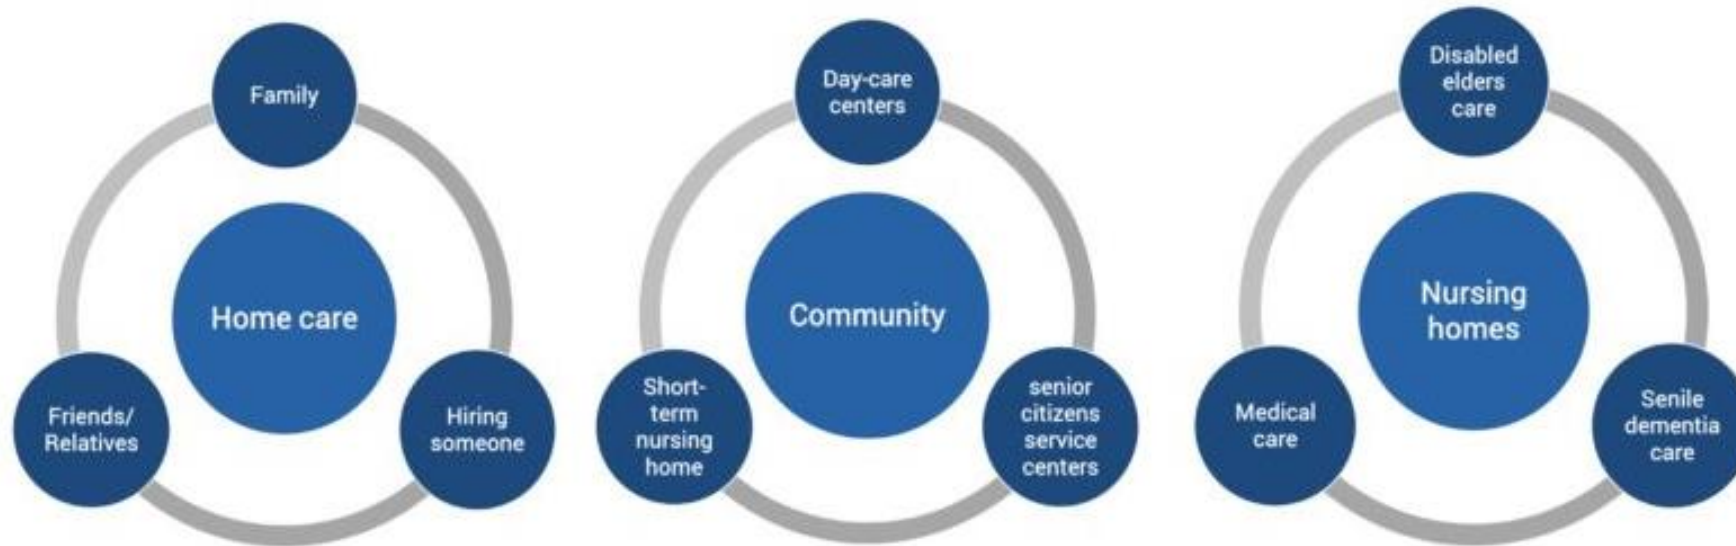 Family
Home care
Friends/
Relatives
Hiring
someone
Day-care
centers
Community
Short-
term
nursing
home
senior
citizens
service
centers
Disabled
elders
care
Nursing
homes
Medical
care
Senile
dementia
care